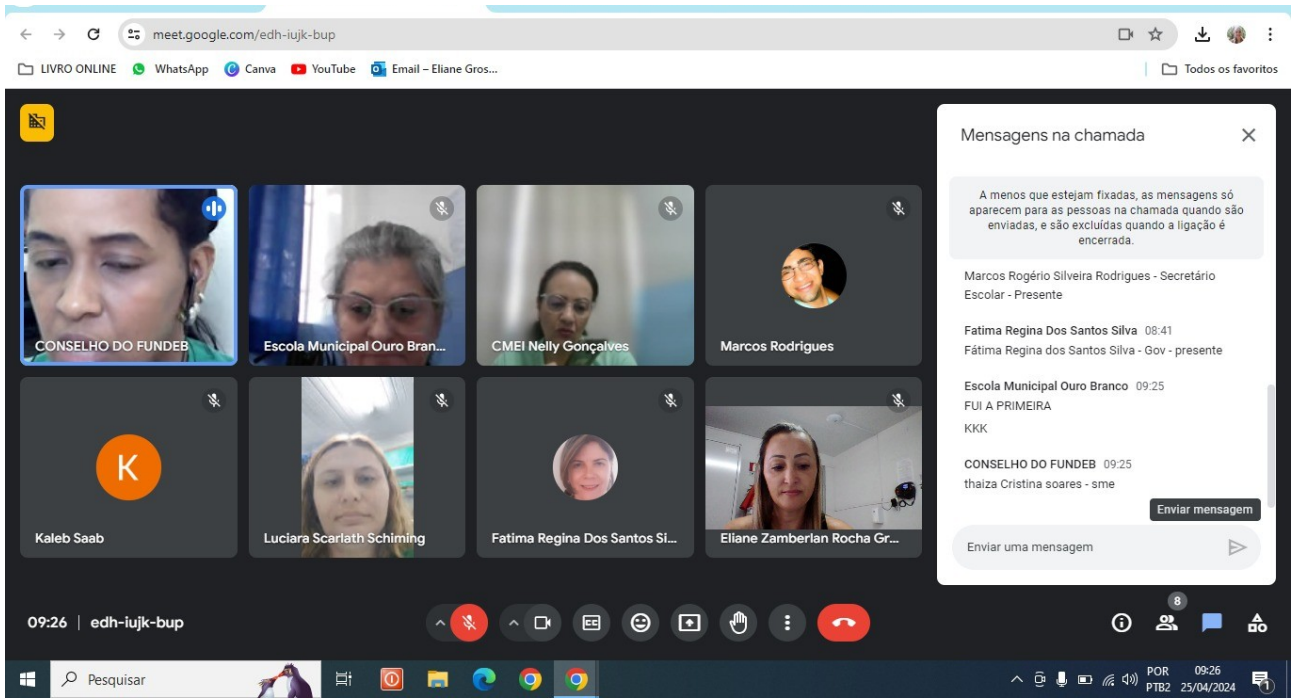 meet.google.com/edh-iujk-bup
LIVRO ONLINE
WhatsApp
Canva
YouTube
Email – Eliane Gros...
Todos os favoritos
CONSELHO DO FUNDEB
Escola Municipal Ouro Bran...
CMEI Nelly Gonçalves
Marcos Rodrigues
K
Kaleb Saab
Luciara Scarlath Schiming
Fatima Regina Dos Santos Si...
Eliane Zamberlan Rocha Gr...
Mensagens na chamada
A menos que estejam fixadas, as mensagens só
aparecem para as pessoas na chamada quando são
enviadas, e são excluídas quando a ligação é
encerrada.
Marcos Rogério Silveira Rodrigues - Secretário
Escolar - Presente
Fatima Regina Dos Santos Silva 08:41
Fátima Regina dos Santos Silva - Gov - presente
Escola Municipal Ouro Branco 09:25
FUI A PRIMEIRA
KKK
CONSELHO DO FUNDEB 09:25
thaiza Cristina soares - sme
Enviar mensagem
Enviar uma mensagem
09:26 | edh-iujk-bup
CC
8
Pesquisar
POR
PTB2
09:26
25/04/2024
1